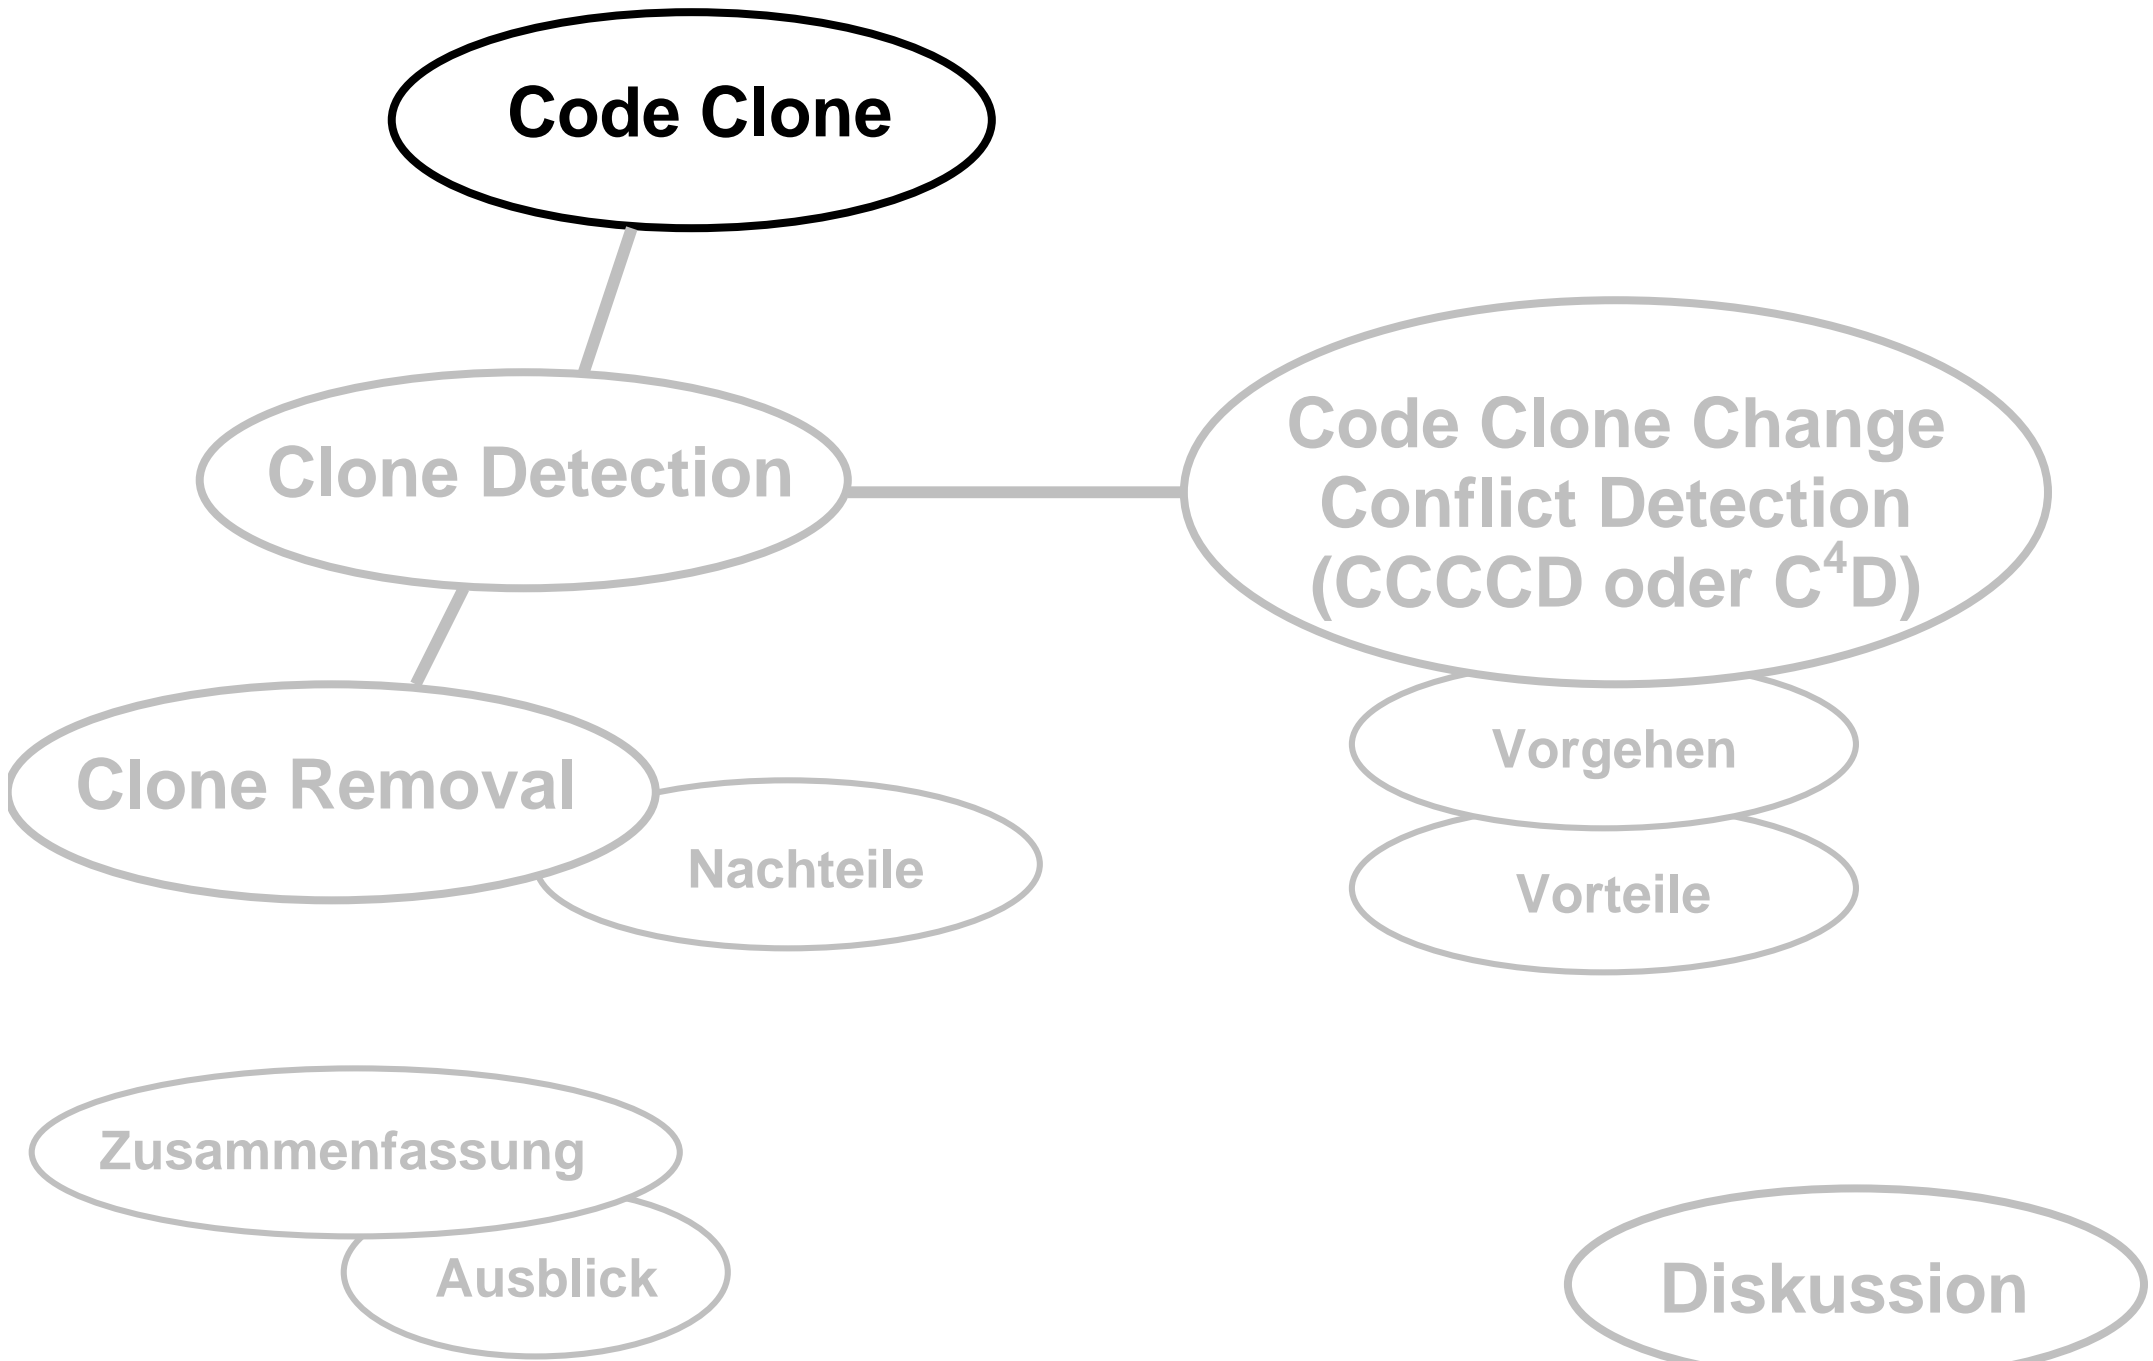 Code Clone
Clone Detection
Code Clone Change
Conflict Detection
(CCCCD oder C⁴D)
Clone Removal
Nachteile
Vorgehen
Vorteile
Zusammenfassung
Ausblick
Diskussion